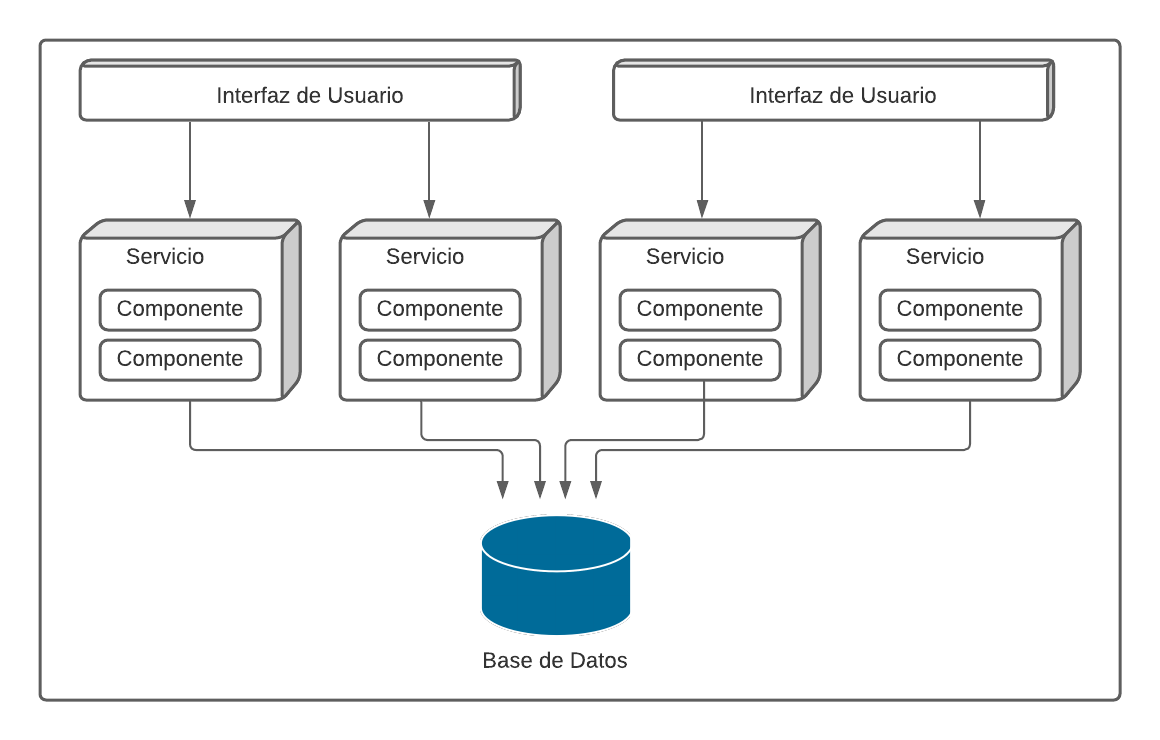 Interfaz de Usuario
Interfaz de Usuario
Servicio
Componente
Componente
Servicio
Componente
Componente
Servicio
Componente
Componente
Servicio
Componente
Componente
Base de Datos